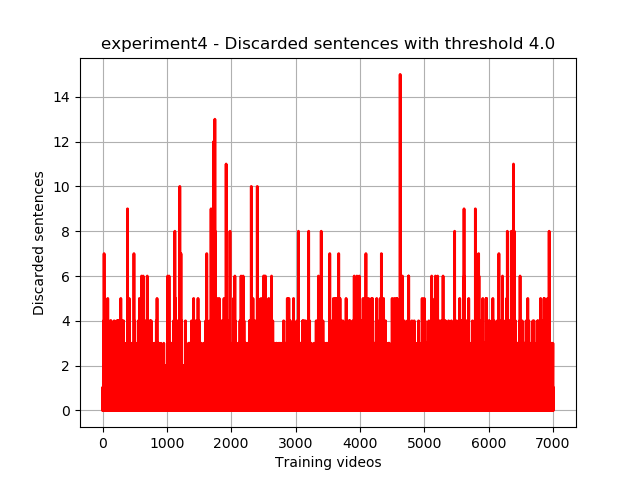 experiment4 - Discarded sentences with threshold 4.0
14
12
10
8
6
4
2
0
Discarded sentences
0 1000 2000 3000 4000 5000 6000 7000
Training videos